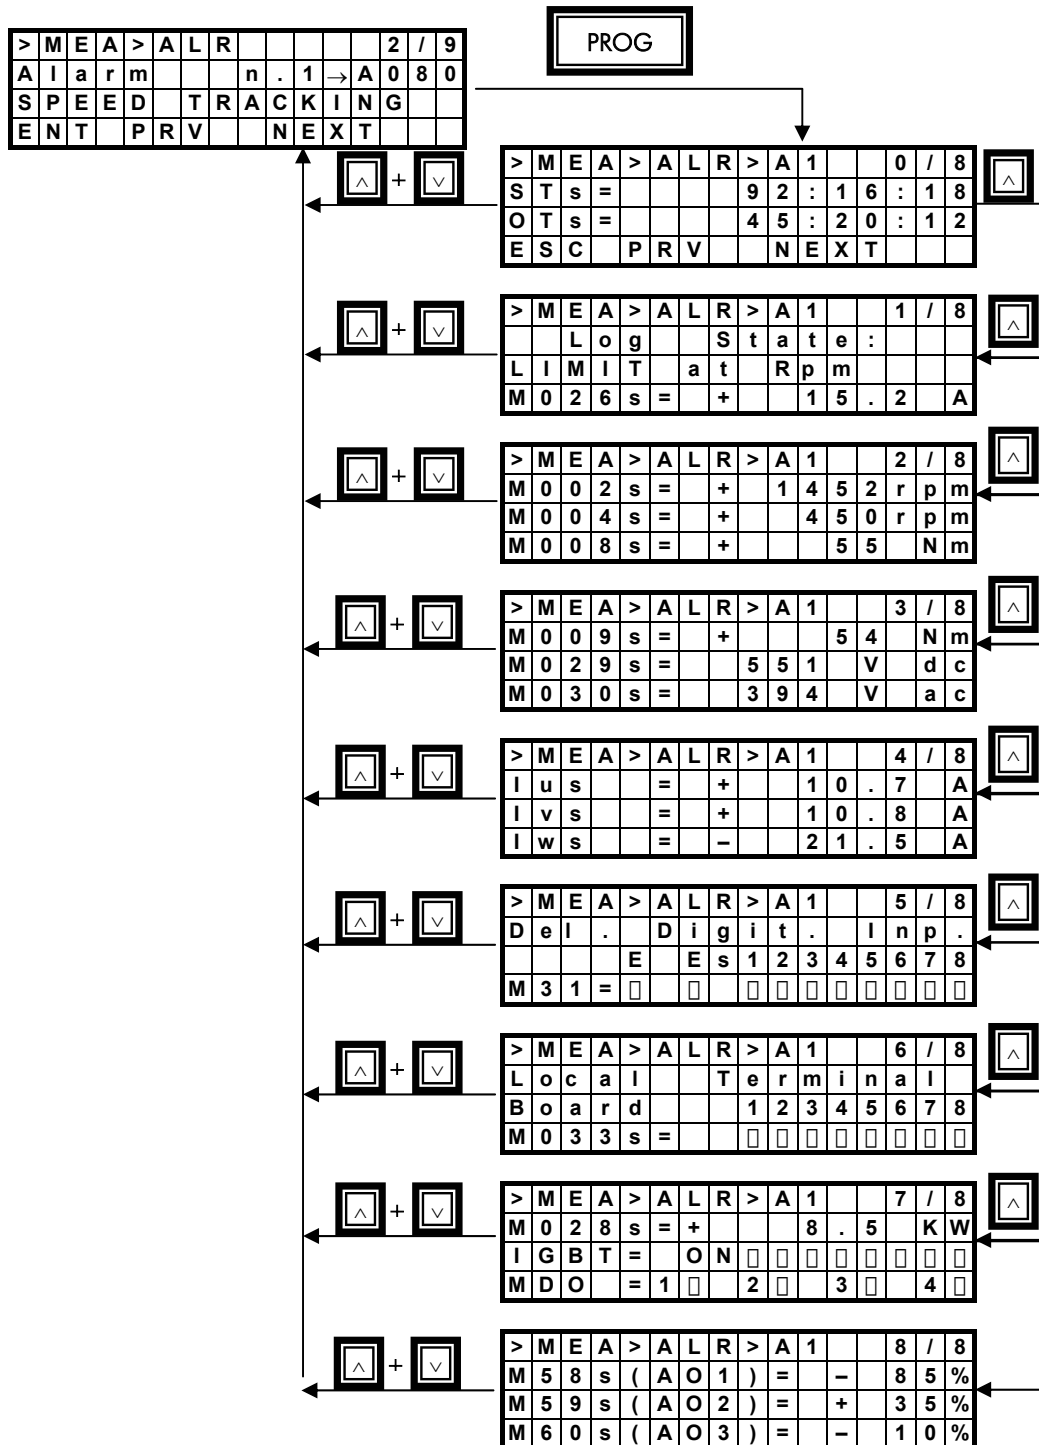 PROG
>MEA>ALR 2/9
Alarm n.1→A080
SPEED TRACKING
ENT PRV NEXT
∧ + ∨
>MEA>ALR>A1 0/8
STs= 92:16:18
OTs= 45:20:12
ESC PRV NEXT
∧
∧ + ∨
>MEA>ALR>A1 1/8
Log State:
LIMIT at Rpm
M026s= + 15.2 A
∧
∧ + ∨
>MEA>ALR>A1 2/8
M002s= + 1452rpm
M004s= + 450rpm
M008s= + 55 Nm
∧
∧ + ∨
>MEA>ALR>A1 3/8
M009s= + 54 Nm
M029s= 551 V dc
M030s= 394 V ac
∧
∧ + ∨
>MEA>ALR>A1 4/8
Ius = + 10.7 A
Ivs = + 10.8 A
Iws = – 21.5 A
∧
∧ + ∨
>MEA>ALR>A1 5/8
Del. Digit. Inp.
E Es12345678
M31=▯ ▯ ▯▯▯▯▯▯▯▯
∧
∧ + ∨
>MEA>ALR>A1 6/8
Local Terminal
Board 12345678
M033s= ▯▯▯▯▯▯▯▯
∧
∧ + ∨
>MEA>ALR>A1 7/8
M028s=+ 8.5 KW
IGBT= ON▯▯▯▯▯▯▯▯
MDO =1▯ 2▯ 3▯ 4▯
∧
∧ + ∨
>MEA>ALR>A1 8/8
M58s(AO1)= – 85%
M59s(AO2)= + 35%
M60s(AO3)= – 10%